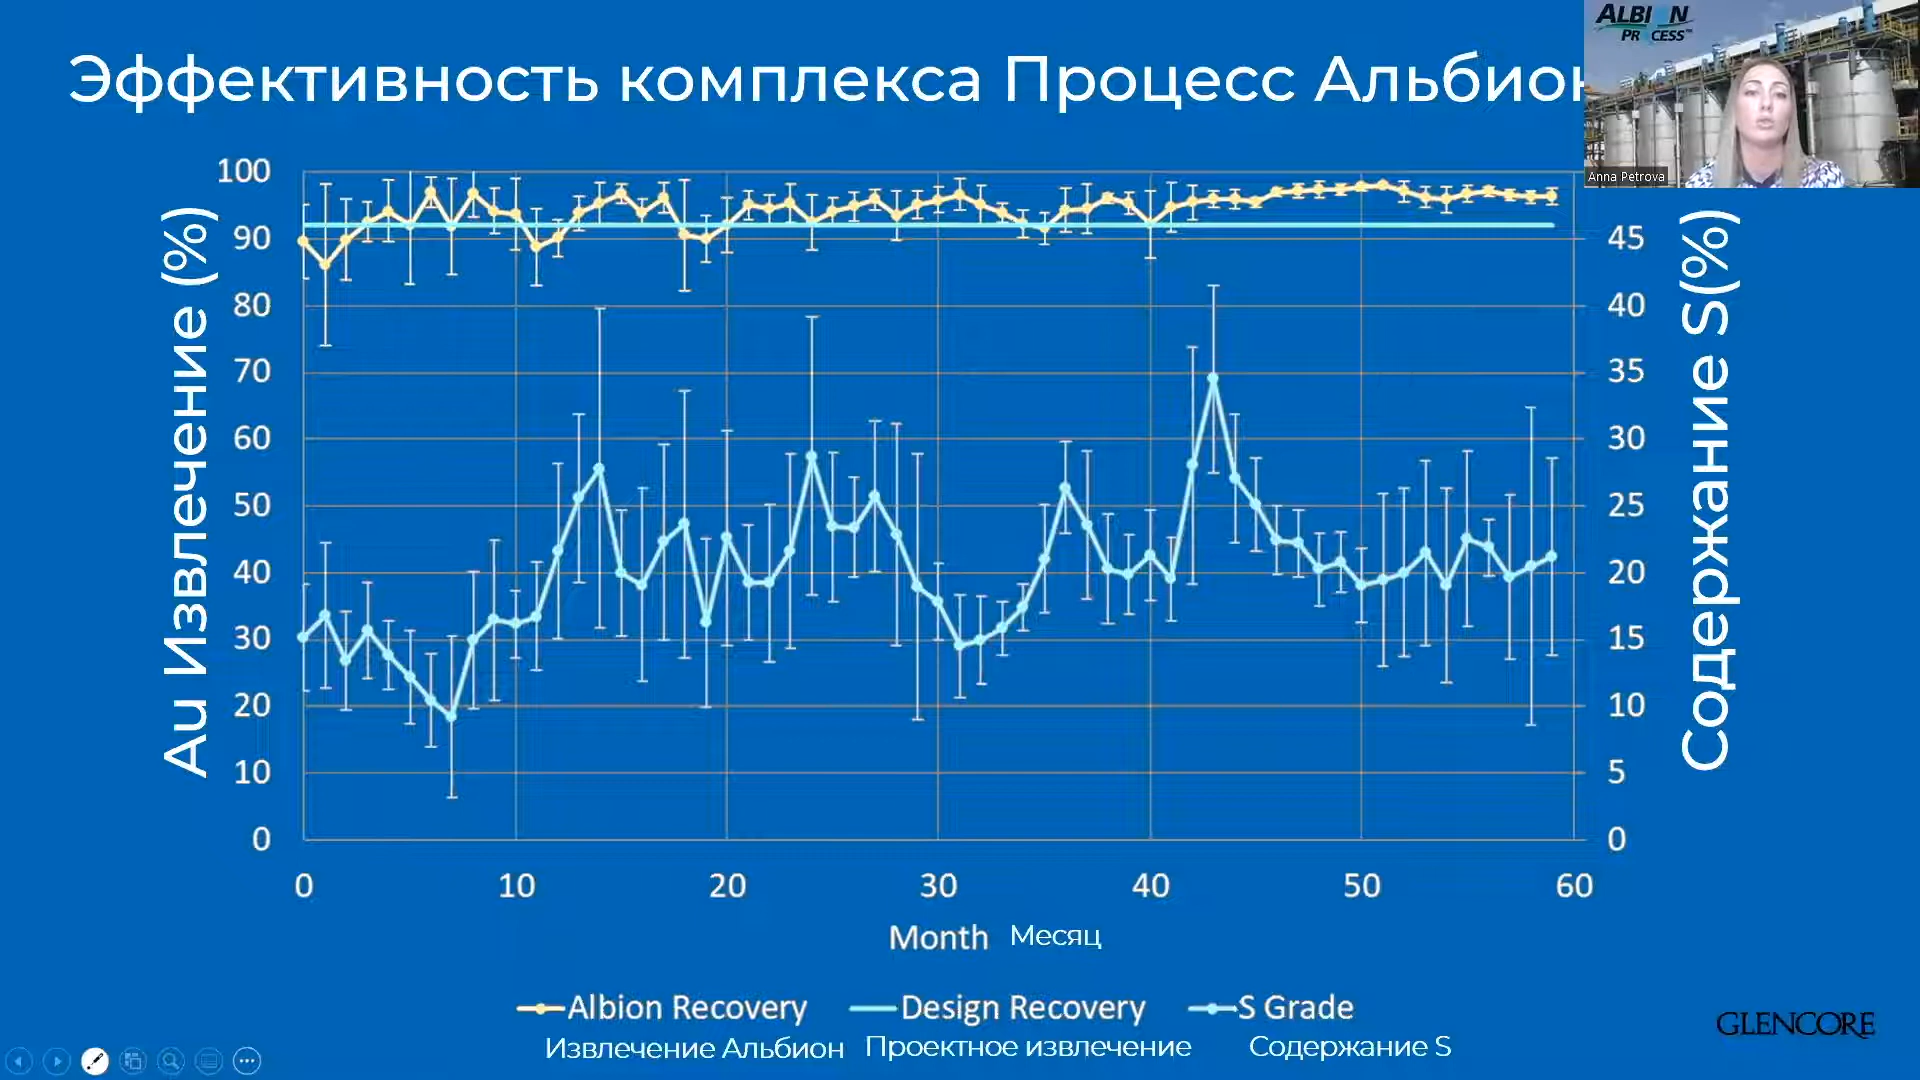 Эффективность комплекса Процесс Альбион
ALBION
PROCESS™
Anna Petrova
Au Извлечение (%)
100
90
80
70
60
50
40
30
20
10
0
45
40
35
30
25
20
15
10
5
0
Содержание S(%)
0 10 20 30 40 50 60
Month Месяц
Albion Recovery Design Recovery S Grade
Извлечение Альбион Проектное извлечение Содержание S
GLENCORE